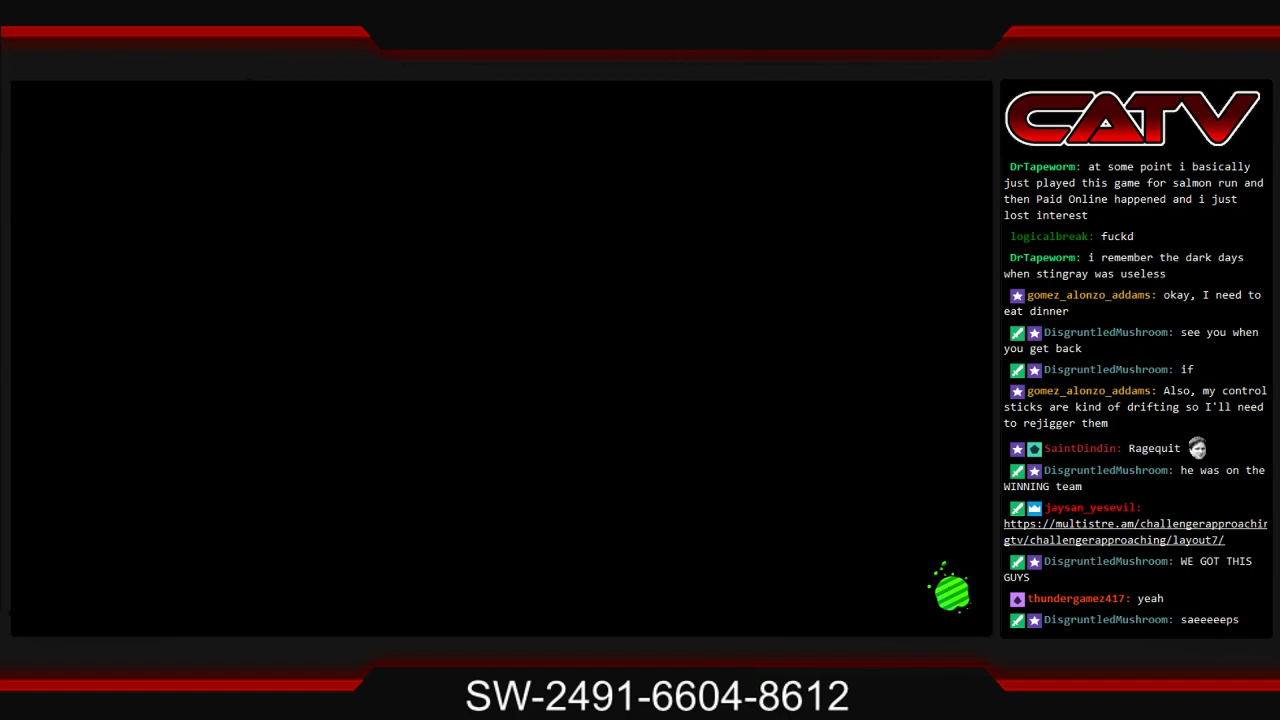 CATV
DrTapeworm: at some point i basically
just played this game for salmon run and
then Paid Online happened and i just
lost interest
logicalbreak: fuckd
DrTapeworm: i remember the dark days
when stingray was useless
gomez_alonzo_addams: okay, I need to
eat dinner
DisgruntledMushroom: see you when
you get back
DisgruntledMushroom: if
gomez_alonzo_addams: Also, my control
sticks are kind of drifting so I'll need
to rejigger them
SaintDindin: Ragequit
DisgruntledMushroom: he was on the
WINNING team
jaysan_yesevil:
https://multistre.am/challengerapproachin
gtv/challengerapproaching/layout7/
DisgruntledMushroom: WE GOT THIS
GUYS
thundergamez417: yeah
DisgruntledMushroom: saeeeeeps
SW-2491-6604-8612